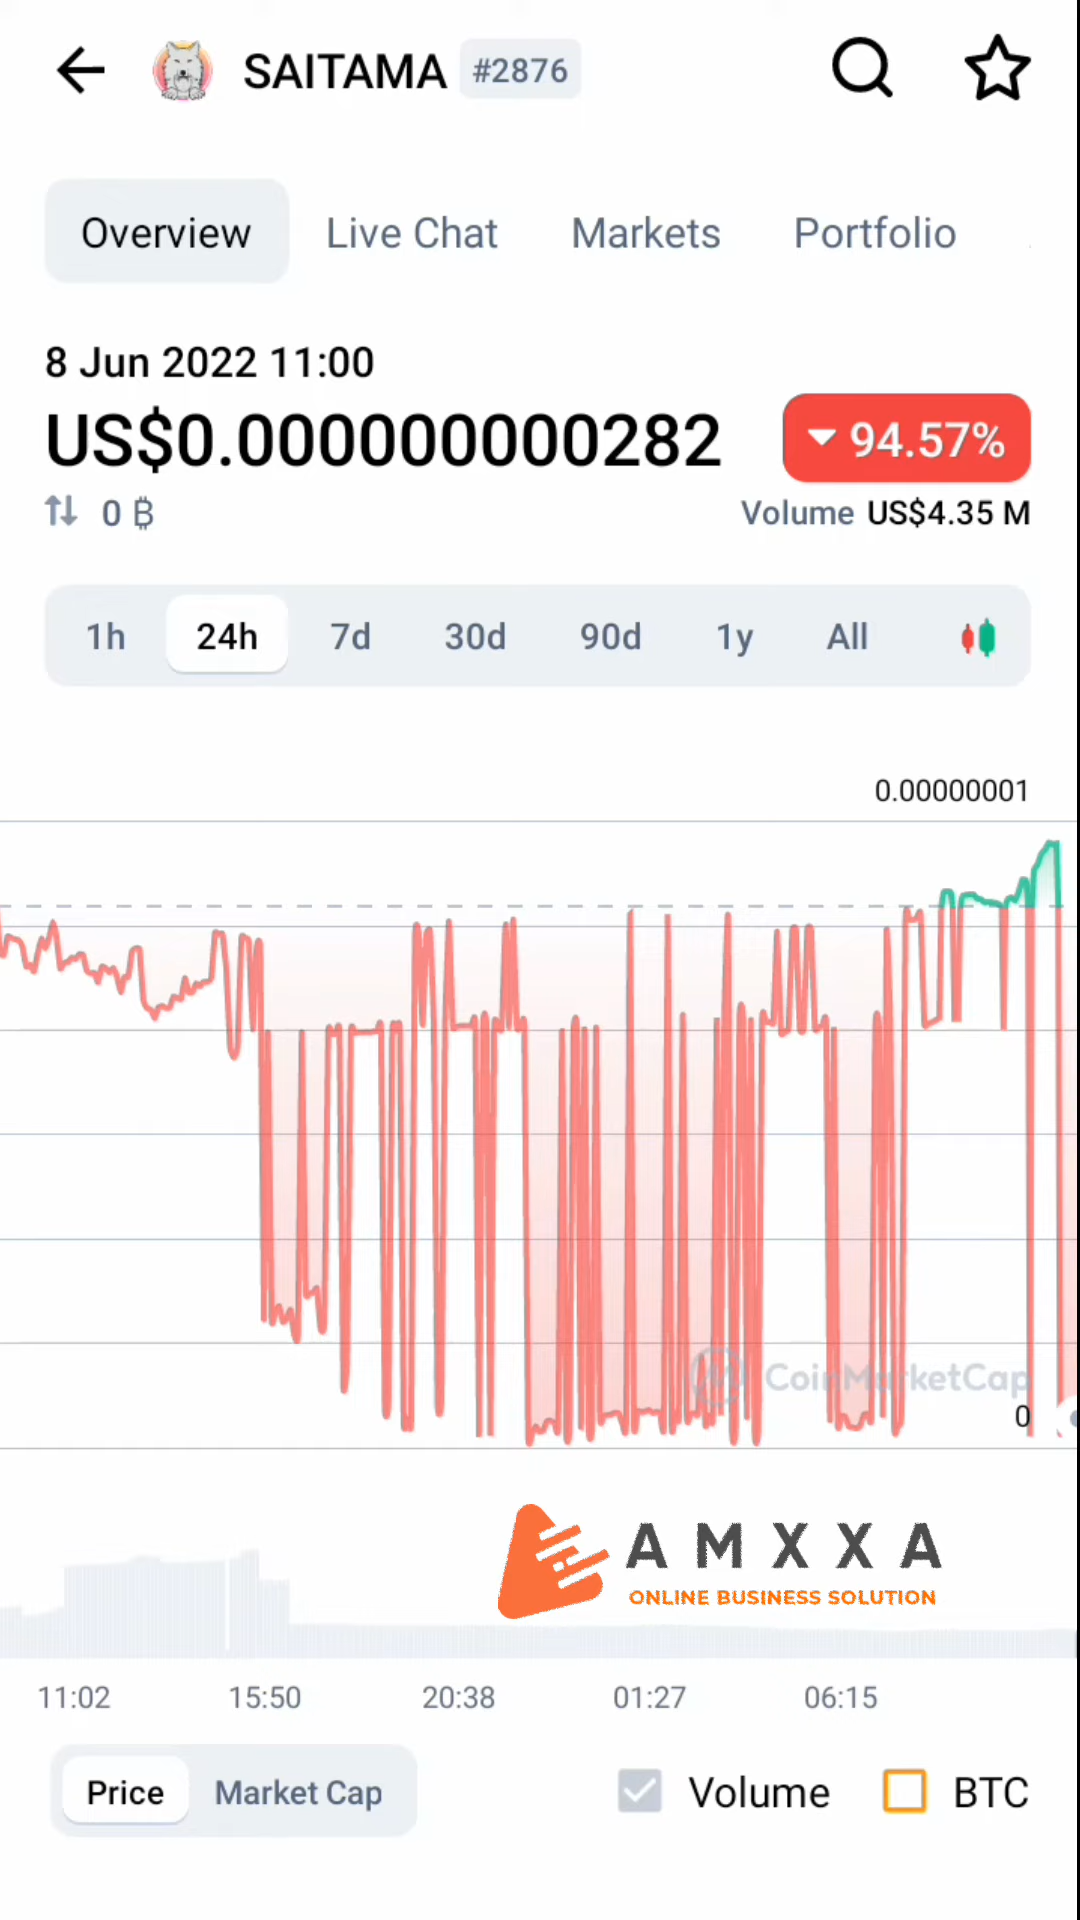 SAITAMA #2876
Overview Live Chat Markets Portfolio
8 Jun 2022 11:00
US$0.000000000282 94.57%
0 ₿ Volume US$4.35 M
1h 24h 7d 30d 90d 1y All
0.00000001
CoinMarketCap
0
AMXXA
ONLINE BUSINESS SOLUTION
11:02 15:50 20:38 01:27 06:15
Price Market Cap Volume BTC